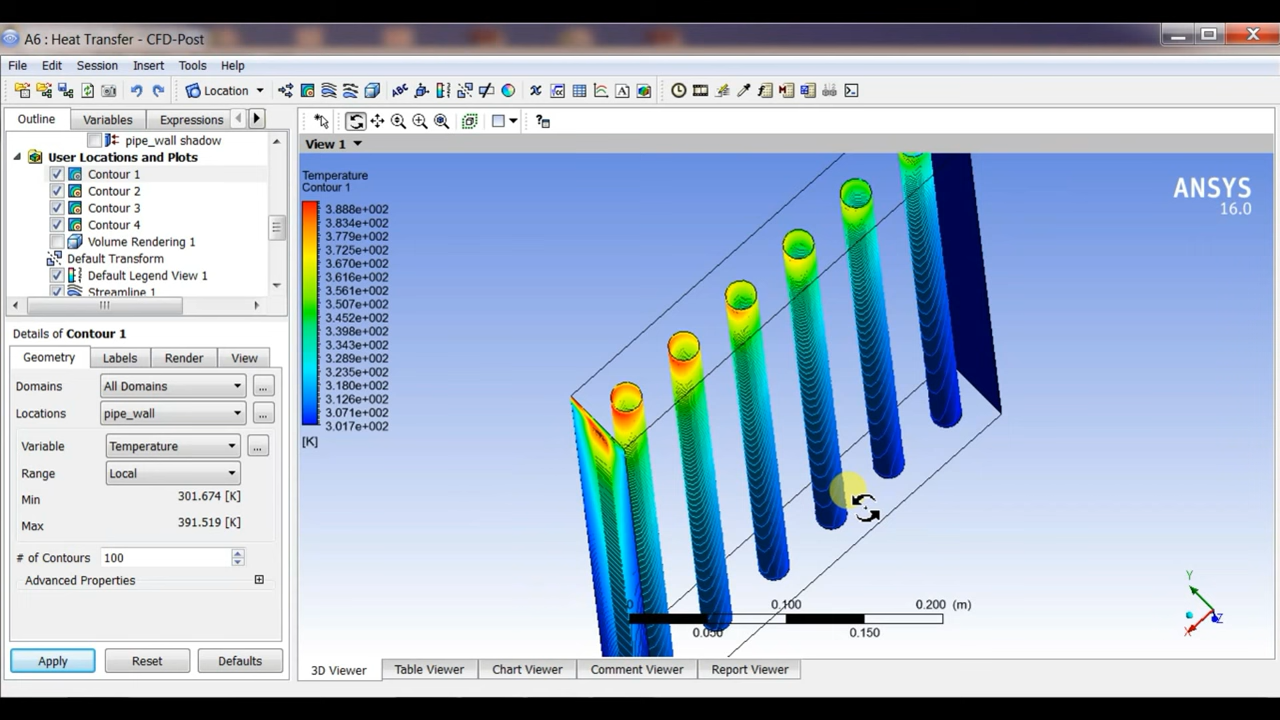 A6 : Heat Transfer - CFD-Post
File Edit Session Insert Tools Help
Location
Outline Variables Expressions
pipe_wall shadow
User Locations and Plots
Contour 1
Contour 2
Contour 3
Contour 4
Volume Rendering 1
Default Transform
Default Legend View 1
Streamline 1
Details of Contour 1
Geometry Labels Render View
Domains All Domains ...
Locations pipe_wall ...
Variable Temperature ...
Range Local
Min 301.674 [K]
Max 391.519 [K]
# of Contours 100
Advanced Properties
Apply Reset Defaults
View 1
Temperature
Contour 1
3.888e+002
3.834e+002
3.779e+002
3.725e+002
3.670e+002
3.616e+002
3.561e+002
3.507e+002
3.452e+002
3.398e+002
3.343e+002
3.289e+002
3.235e+002
3.180e+002
3.126e+002
3.071e+002
3.017e+002
[K]
ANSYS
16.0
0 0.100 0.200 (m)
0.050 0.150
Y
X Z
3D Viewer Table Viewer Chart Viewer Comment Viewer Report Viewer